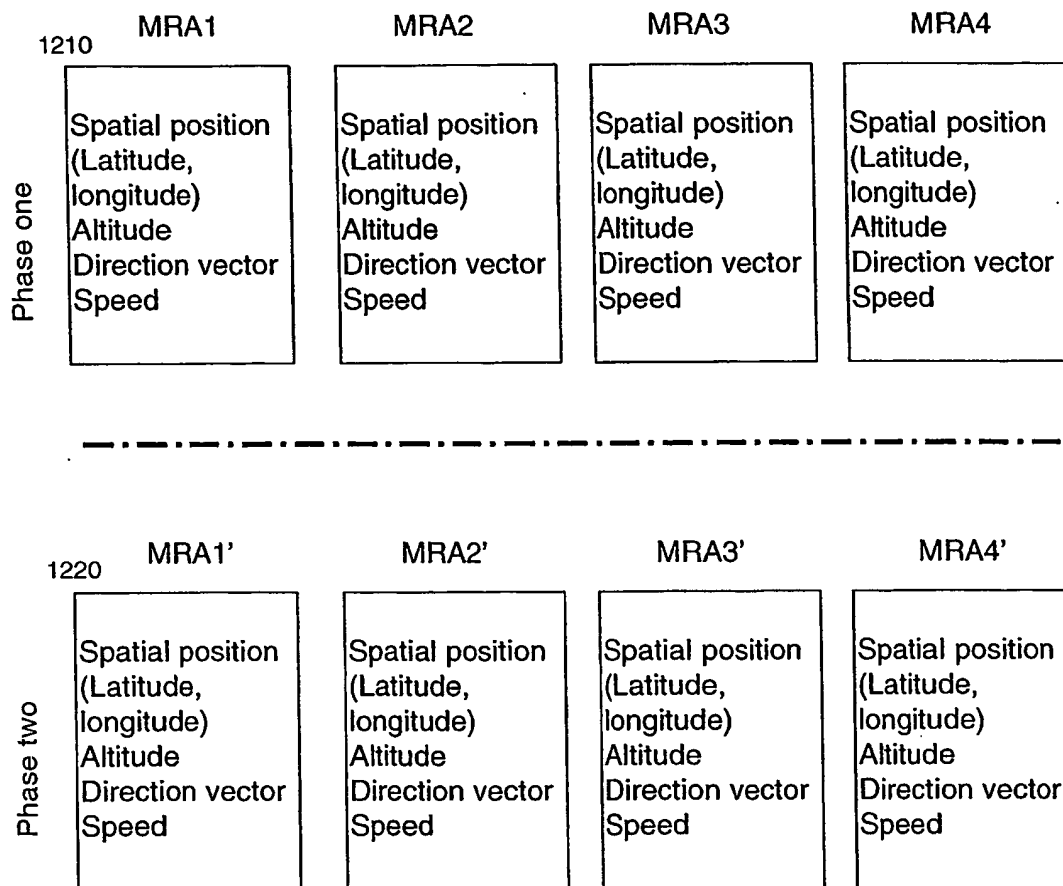 MRA1 MRA2 MRA3 MRA4
1210
Phase one
Spatial position
(Latitude,
longitude)
Altitude
Direction vector
Speed
Spatial position
(Latitude,
longitude)
Altitude
Direction vector
Speed
Spatial position
(Latitude,
longitude)
Altitude
Direction vector
Speed
Spatial position
(Latitude,
longitude)
Altitude
Direction vector
Speed
MRA1' MRA2' MRA3' MRA4'
1220
Phase two
Spatial position
(Latitude,
longitude)
Altitude
Direction vector
Speed
Spatial position
(Latitude,
longitude)
Altitude
Direction vector
Speed
Spatial position
(Latitude,
longitude)
Altitude
Direction vector
Speed
Spatial position
(Latitude,
longitude)
Altitude
Direction vector
Speed